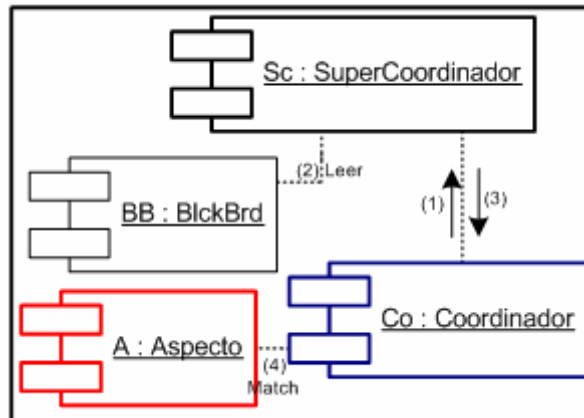 Sc : SuperCoordinador
(2) Leer
BB : BlckBrd
(1)
(3)
Co : Coordinador
A : Aspecto
(4)
Match